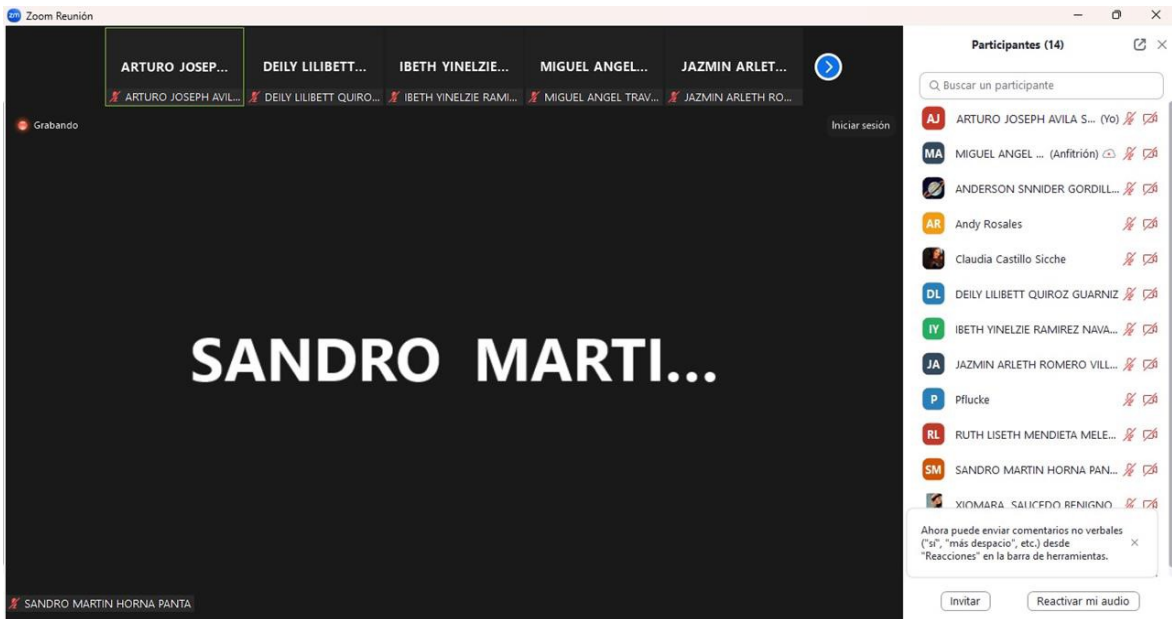 zm Zoom Reunión
ARTURO JOSEP... DEILY LILIBETT... IBETH YINELZIE... MIGUEL ANGEL... JAZMIN ARLET...
ARTURO JOSEPH AVIL... DEILY LILIBETT QUIRO... IBETH YINELZIE RAMI... MIGUEL ANGEL TRAV... JAZMIN ARLETH RO...
Grabando
Iniciar sesión
SANDRO MARTI...
SANDRO MARTIN HORNA PANTA
Participantes (14)
Buscar un participante
AJ ARTURO JOSEPH AVILA S... (Yo)
MA MIGUEL ANGEL ... (Anfitrión)
ANDERSON SNNIDER GORDILL...
AR Andy Rosales
Claudia Castillo Sicche
DL DEILY LILIBETT QUIROZ GUARNIZ
IY IBETH YINELZIE RAMIREZ NAVA...
JA JAZMIN ARLETH ROMERO VILL...
P Pflucke
RL RUTH LISETH MENDIETA MELE...
SM SANDRO MARTIN HORNA PAN...
XIOMARA SAUCEDO BENIGNO
Ahora puede enviar comentarios no verbales
("sí", "más despacio", etc.) desde
"Reacciones" en la barra de herramientas.
Invitar
Reactivar mi audio